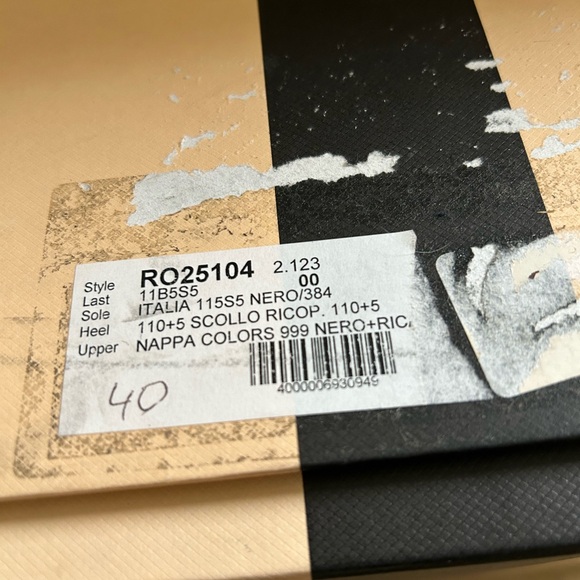 Style RO25104 2.123
Last 11B5S5 00
Sole ITALIA 115S5 NERO/384
Heel 110+5 SCOLLO RICOP. 110+5
Upper NAPPA COLORS 999 NERO+RIC
4000006930949
40